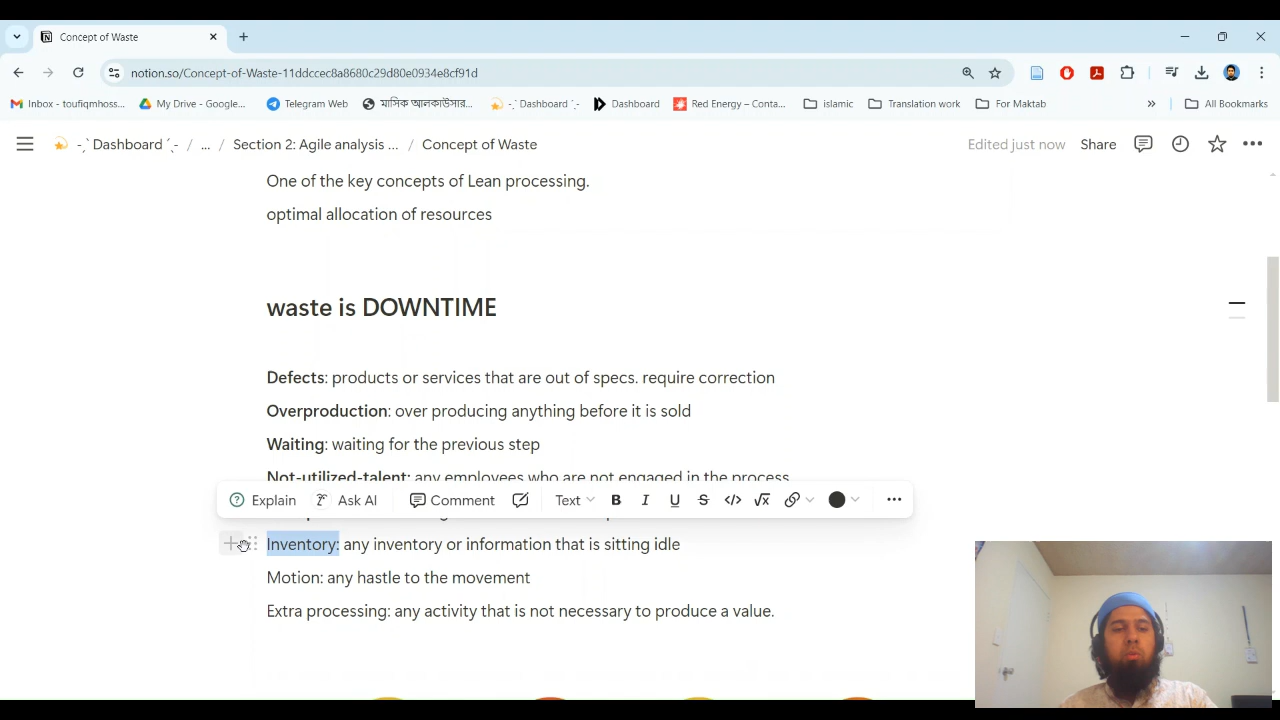 Concept of Waste
notion.so/Concept-of-Waste-11ddccec8a8680c29d8de0934e8cf91d
Inbox - toufiqmhoss... My Drive - Google... Telegram Web মাসিক আলকাউসার... -ˏˋ Dashboard ˊˎ- Dashboard Red Energy – Conta... islamic Translation work For Maktab » All Bookmarks
-ˏˋ Dashboard ˊˎ- / ... / Section 2: Agile analysis ... / Concept of Waste Edited just now Share
One of the key concepts of Lean processing.
optimal allocation of resources
waste is DOWNTIME
Defects: products or services that are out of specs. require correction
Overproduction: over producing anything before it is sold
Waiting: waiting for the previous step
Not-utilized-talent: any employees who are not engaged in the process
Explain Ask AI Comment Text B I U S </> √x
Inventory: any inventory or information that is sitting idle
Motion: any hastle to the movement
Extra processing: any activity that is not necessary to produce a value.